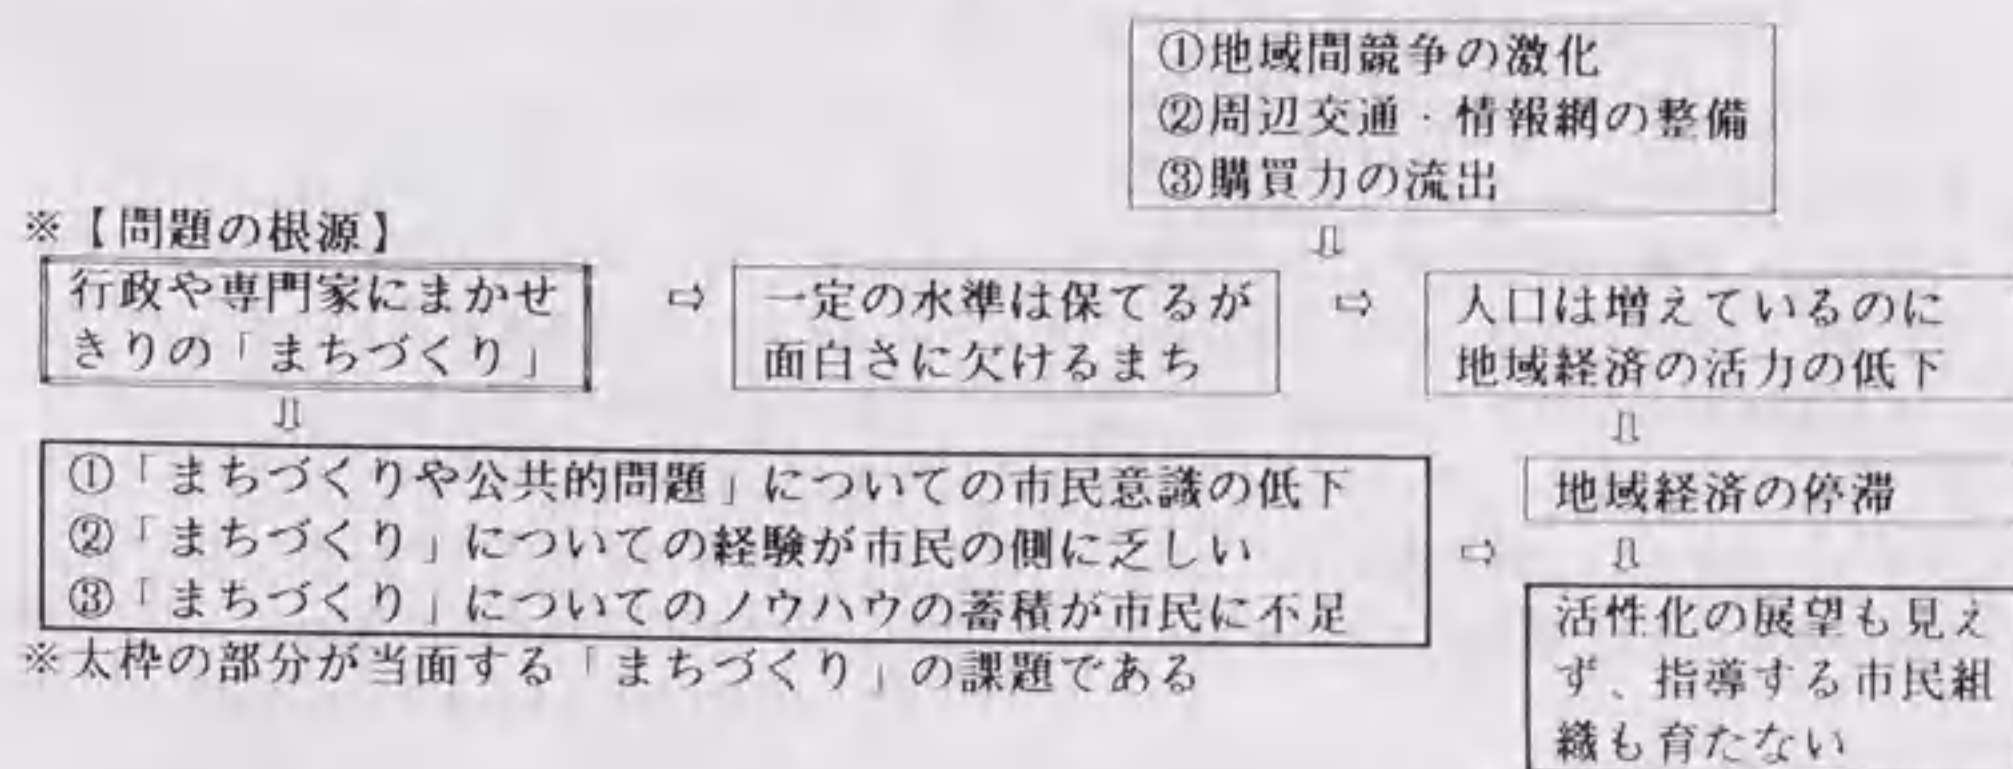 ①地域間競争の激化
②周辺交通・情報網の整備
③購買力の流出
⇩
※【問題の根源】
行政や専門家にまかせ
きりの「まちづくり」
⇨
一定の水準は保てるが
面白さに欠けるまち
⇨
人口は増えているのに
地域経済の活力の低下
⇩
⇩
①「まちづくりや公共的問題」についての市民意識の低下
②「まちづくり」についての経験が市民の側に乏しい
③「まちづくり」についてのノウハウの蓄積が市民に不足
⇨
地域経済の停滞
⇩
活性化の展望も見え
ず、指導する市民組
織も育たない
※太枠の部分が当面する「まちづくり」の課題である